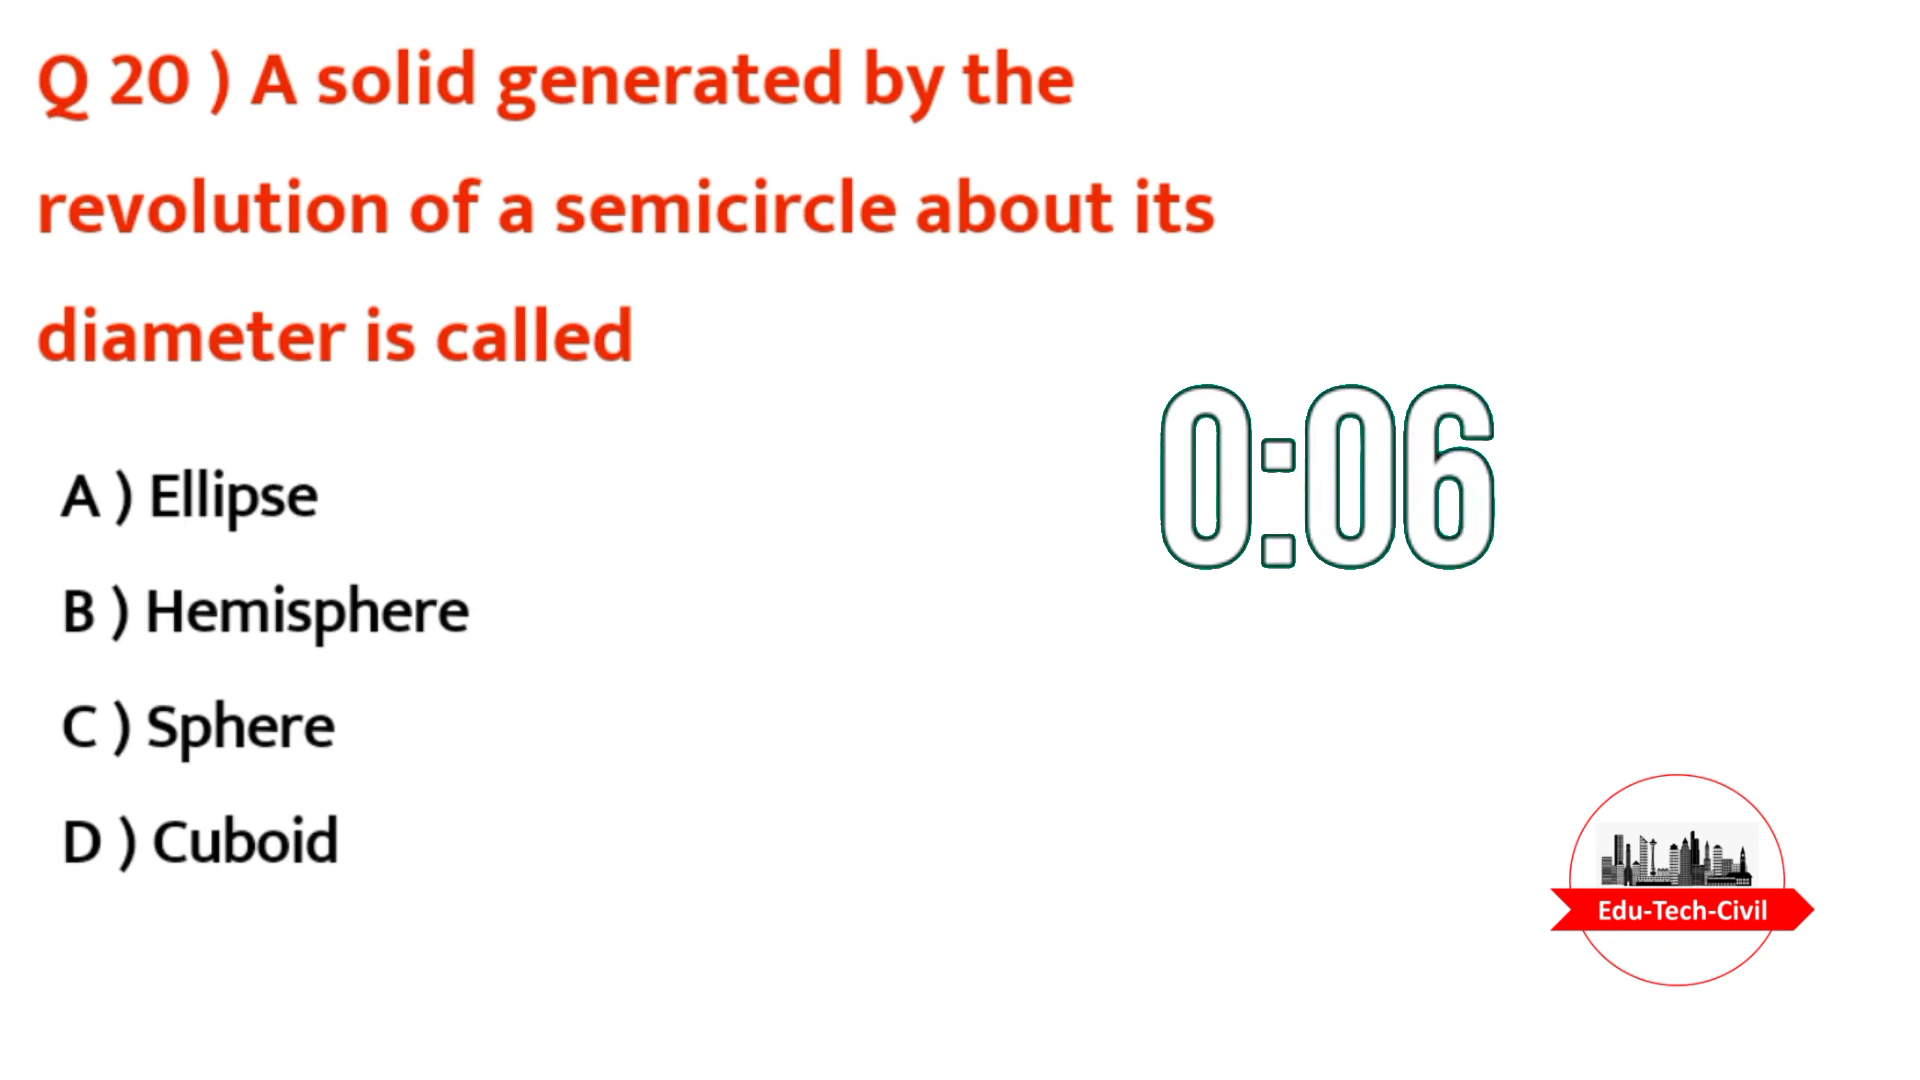 Q 20 ) A solid generated by the
revolution of a semicircle about its
diameter is called
0:06
A ) Ellipse
B ) Hemisphere
C ) Sphere
D ) Cuboid
Edu-Tech-Civil